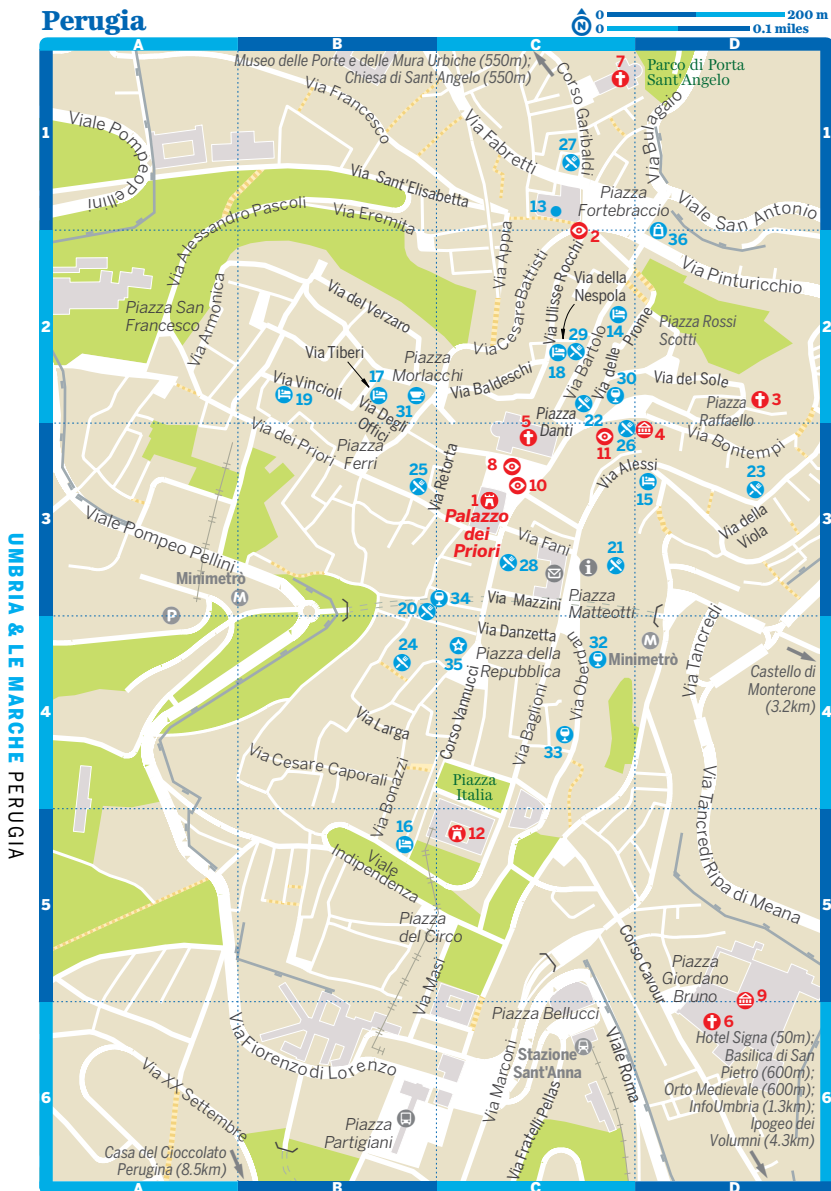 Perugia
N
0
200 m
0
0.1 miles
A
B
C
D
Museo delle Porte e delle Mura Urbiche (550m);
Chiesa di Sant'Angelo (550m)
7
Parco di Porta
Sant'Angelo
Corso Garibaldi
Via Bulagaio
Via Francesco
Via Fabretti
Viale Pompeo Pellini
1
1
27
Via Sant'Elisabetta
Via Alessandro Pascoli
Via Eremita
13
Piazza
Fortebraccio
Viale San Antonio
2
36
Via Appia
Via Cesare Battisti
Via Ulisse Rocchi
Via della
Nespola
Via Pinturicchio
Piazza San
Francesco
Via Armonica
Via del Verzaro
2
2
14
Piazza Rossi
Scotti
Via Tiberi
Piazza
Morlacchi
18
29
Via Bartolo
Via delle Prome
30
Via Vincioli
19
17
31
Via Degli
Offici
Via Baldeschi
Via del Sole
3
Piazza
Raffaello
22
5
Piazza
Danti
11
26
4
Via Bontempi
Via dei Priori
Piazza
Ferri
8
25
Via Retorta
10
Via Alessi
15
23
1
Palazzo
dei
Priori
3
3
Via della
Viola
Viale Pompeo Pellini
Via Fani
28
i
21
Minimetrò
M
P
34
20
Via Mazzini
Piazza
Matteotti
24
35
Via Danzetta
Piazza della
Repubblica
32
M
Minimetrò
Via Tancredi
Castello di
Monterone
(3.2km)
4
4
Via Larga
Corso Vannucci
Via Baglioni
Via Oberdan
33
Via Cesare Caporali
Via Bonazzi
Piazza
Italia
Via Tancredi Ripa di Meana
16
12
Viale
Indipendenza
5
5
Piazza
del Circo
Via Masi
Corso Cavour
Piazza
Giordano
Bruno
9
6
Piazza Bellucci
Hotel Signa (50m);
Basilica di San
Pietro (600m);
Orto Medievale (600m);
InfoUmbria (1.3km);
Ipogeo dei
Volumni (4.3km)
Via Fiorenzo di Lorenzo
Stazione
Sant'Anna
Viale Roma
Via Marconi
Via XX Settembre
6
6
Piazza
Partigiani
Via Fratelli Pellas
Casa del Cioccolato
Perugina (8.5km)
A
B
C
D
UMBRIA & LE MARCHE PERUGIA